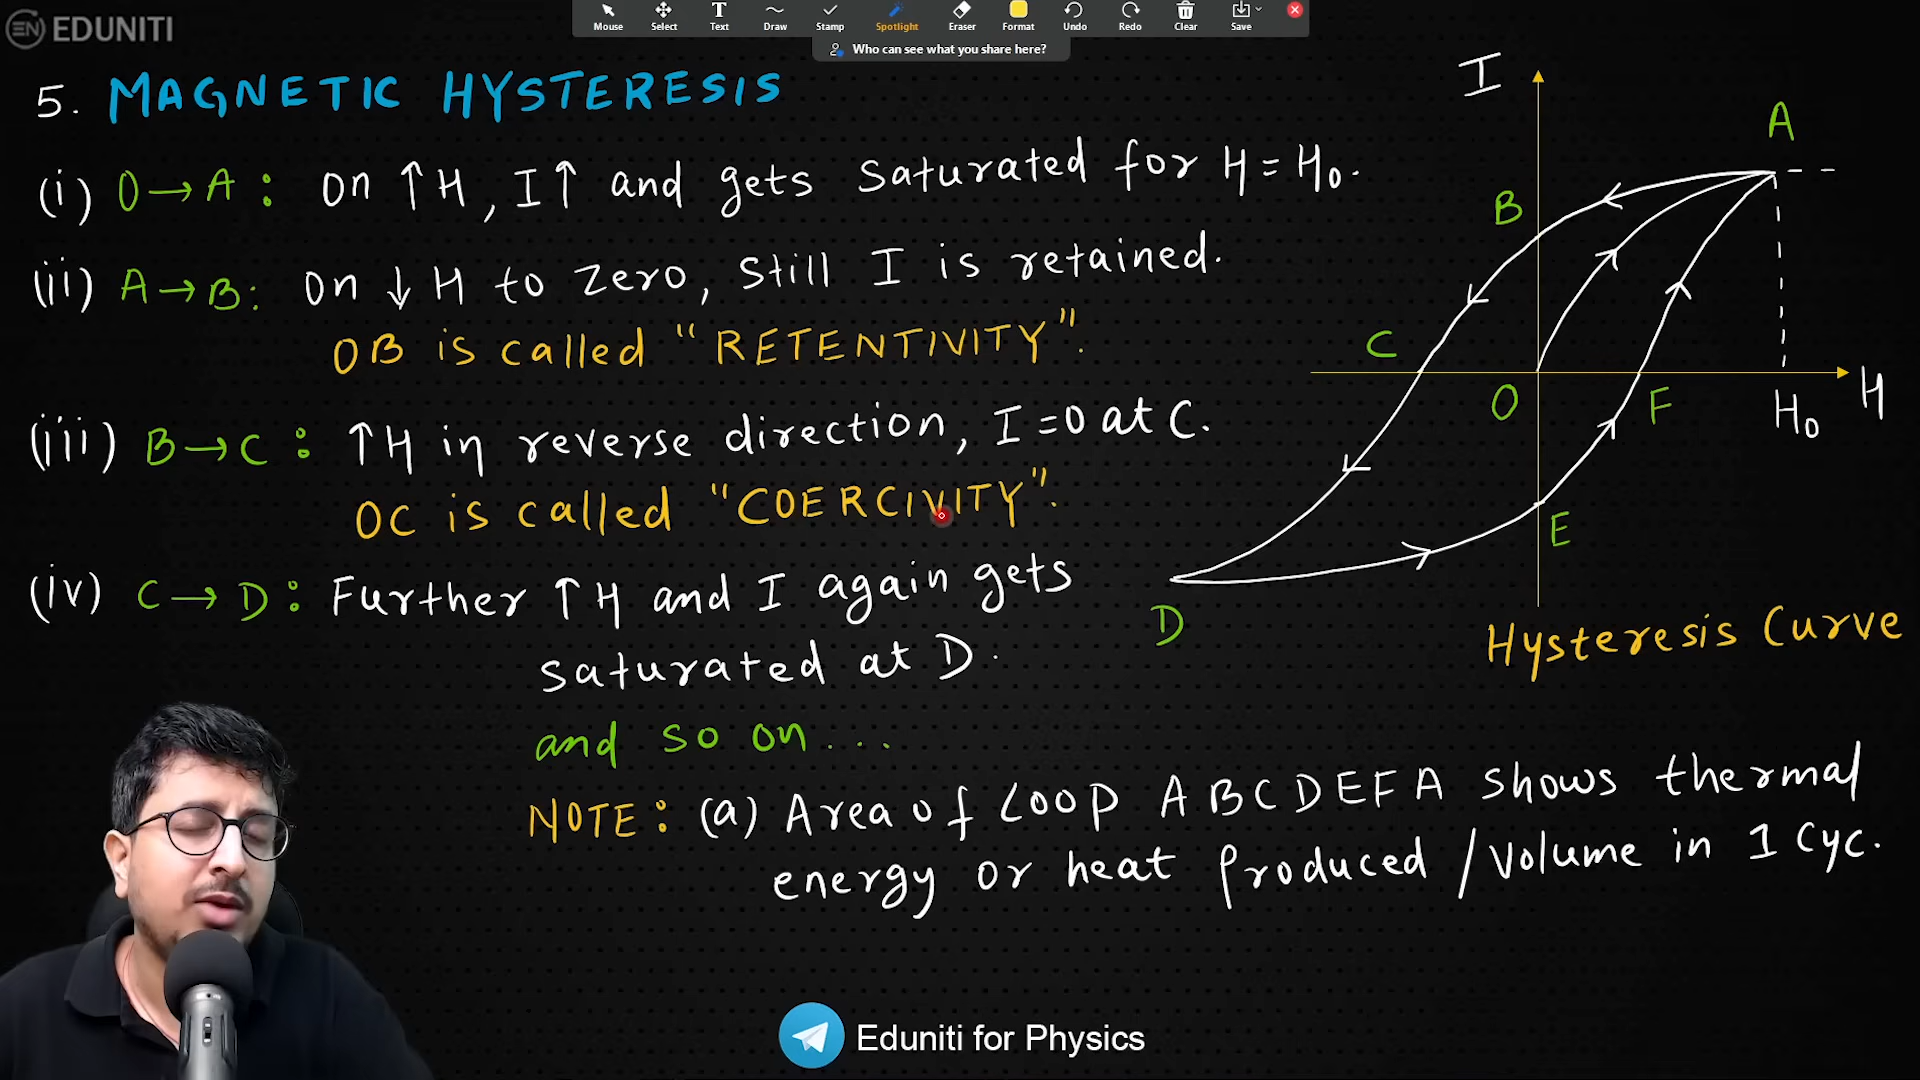 EN EDUNITI
Mouse Select Text Draw Stamp Spotlight Eraser Format Undo Redo Clear Save
Who can see what you share here?
5. MAGNETIC HYSTERESIS
(i) O→A: On ↑H, I↑ and gets saturated for H = H₀.
(ii) A→B: On ↓ H to zero, still I is retained.
OB is called "RETENTIVITY".
(iii) B→C: ↑H in reverse direction, I=0 at C.
OC is called "COERCIVITY".
(iv) C→D: Further ↑H and I again gets
saturated at D.
and so on...
NOTE: (a) Area of LOOP ABCDEFA shows thermal
energy or heat produced /volume in 1 cyc.
I
A
B
C
O
F
H₀
H
E
D
Hysteresis Curve
Eduniti for Physics